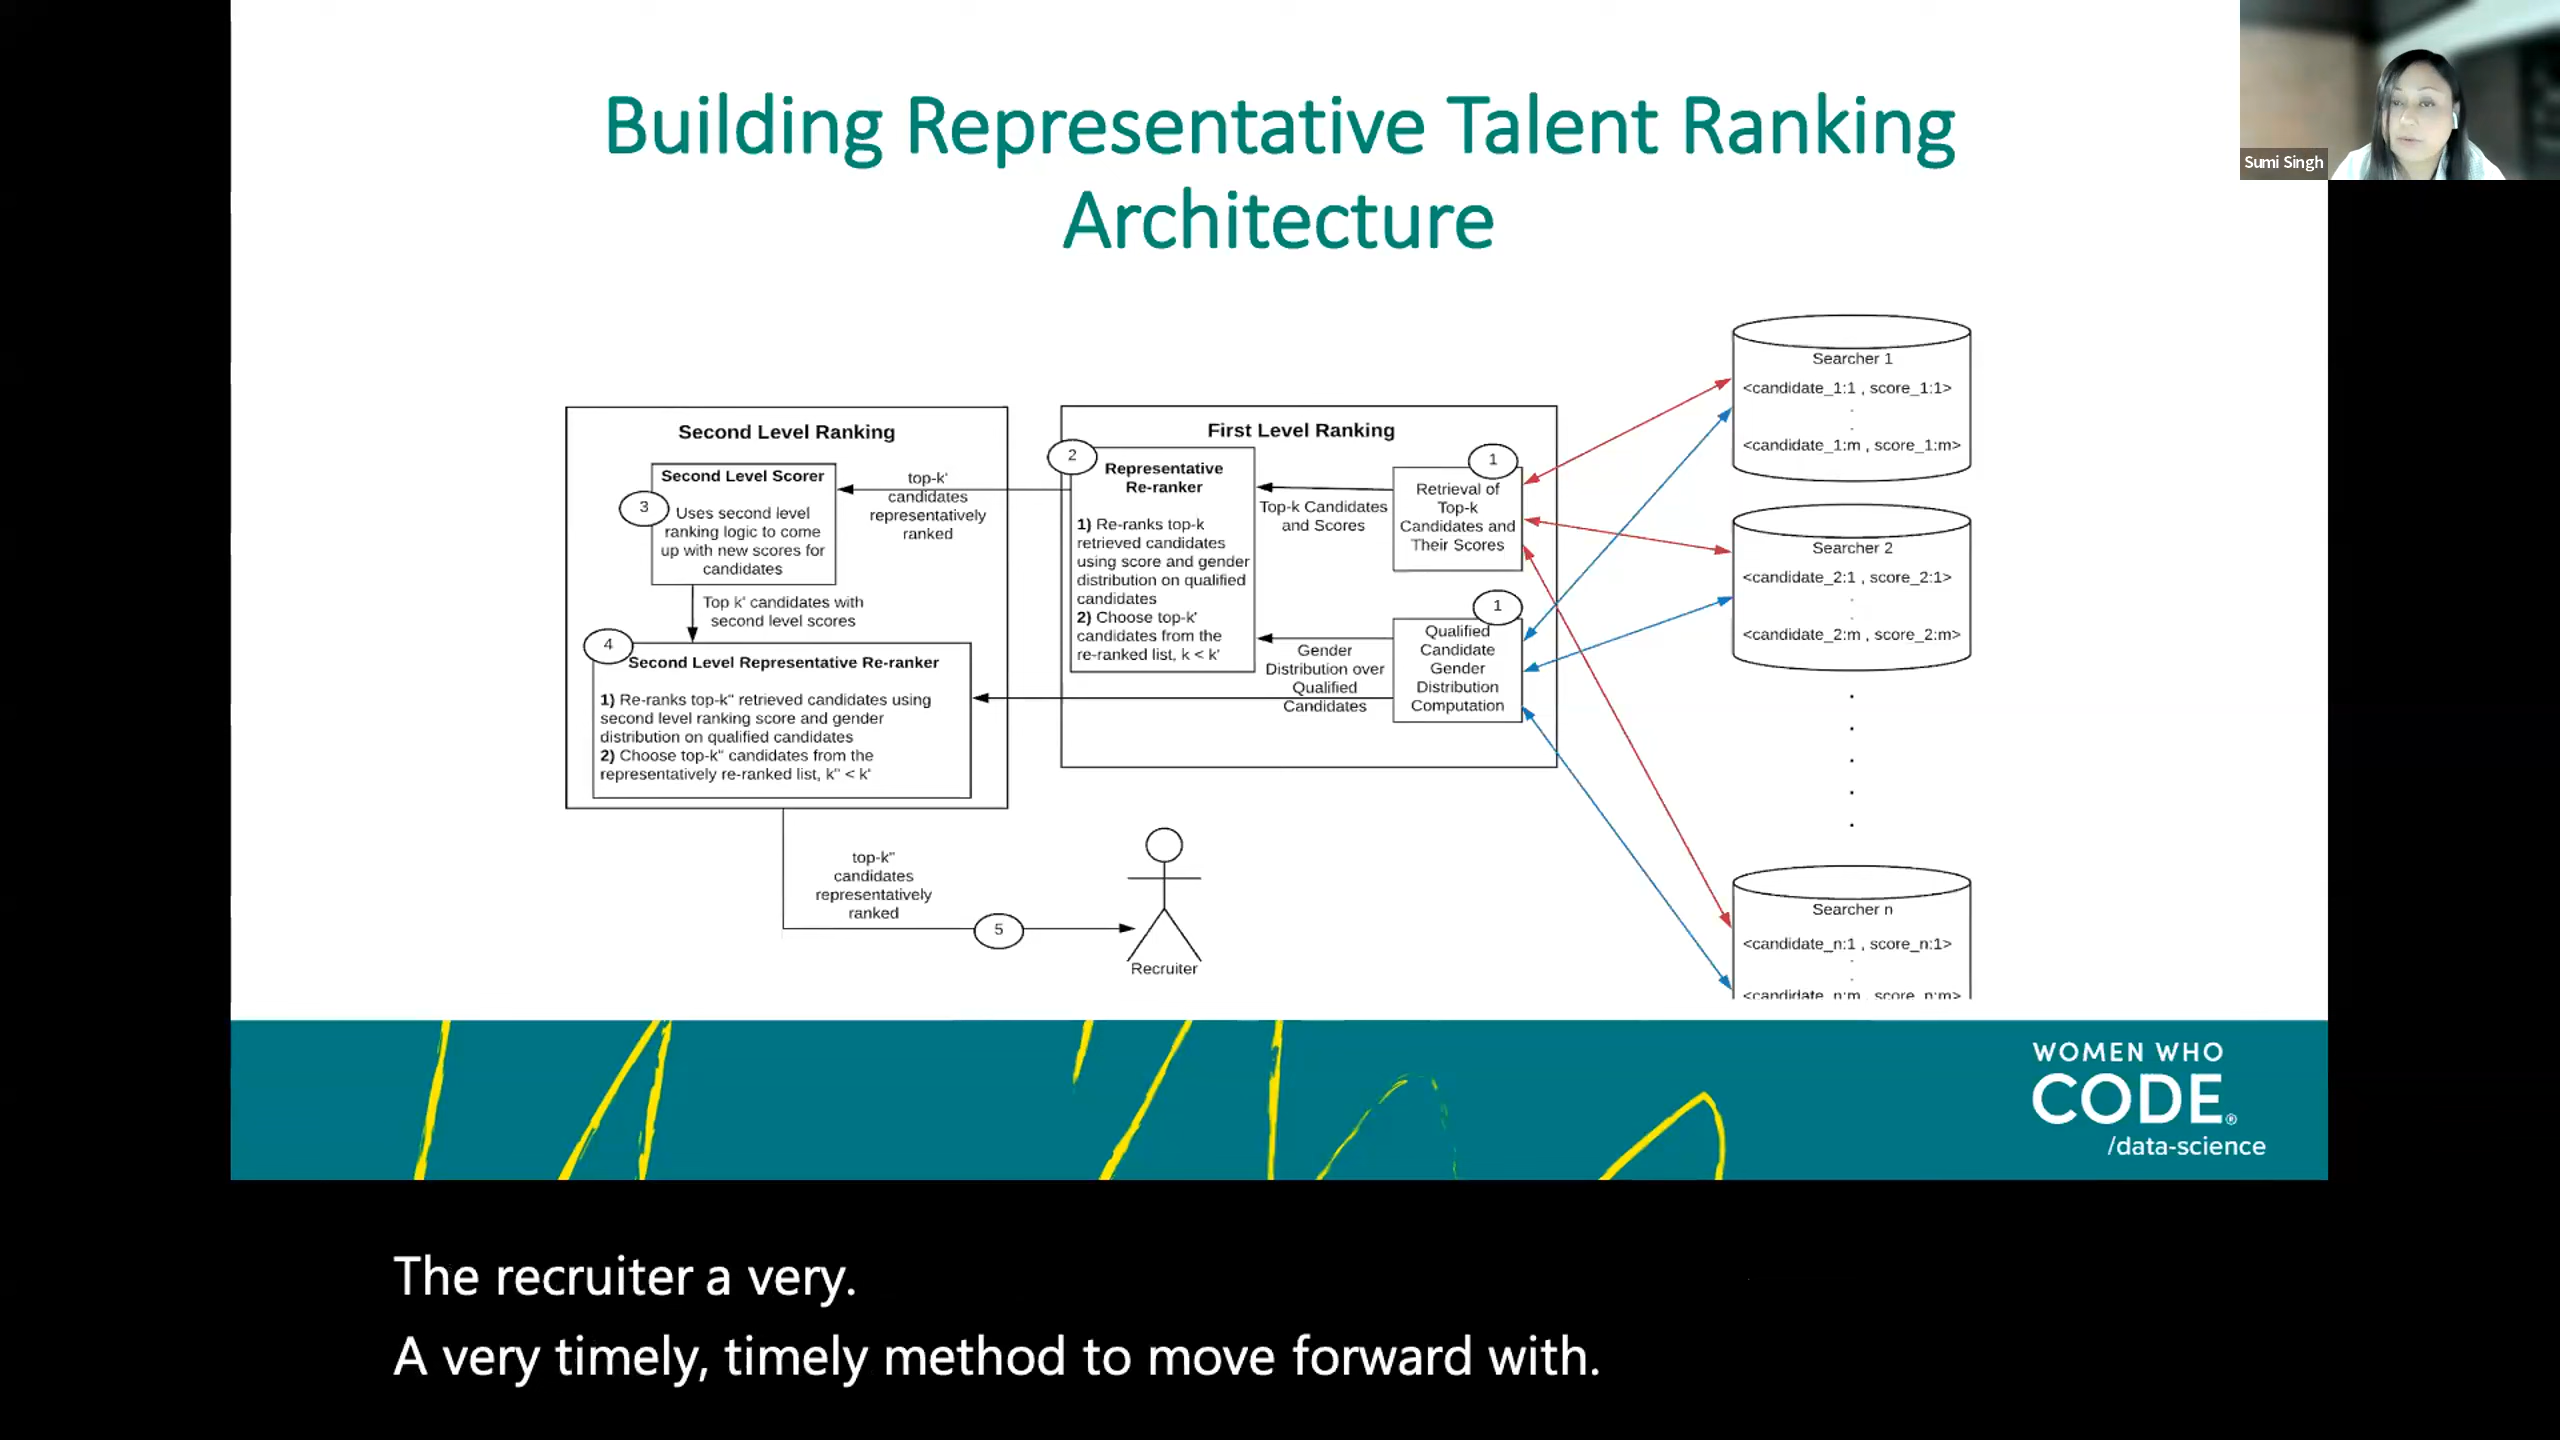 Building Representative Talent Ranking
Architecture
Sumi Singh
Second Level Ranking
Second Level Scorer
3
Uses second level
ranking logic to come
up with new scores for
candidates
Top k' candidates with
second level scores
4
Second Level Representative Re-ranker
1) Re-ranks top-k" retrieved candidates using
second level ranking score and gender
distribution on qualified candidates
2) Choose top-k" candidates from the
representatively re-ranked list, k" < k'
top-k'
candidates
representatively
ranked
First Level Ranking
2
Representative
Re-ranker
1) Re-ranks top-k
retrieved candidates
using score and gender
distribution on qualified
candidates
2) Choose top-k'
candidates from the
re-ranked list, k < k'
Top-k Candidates
and Scores
1
Retrieval of
Top-k
Candidates and
Their Scores
Gender
Distribution over
Qualified
Candidates
1
Qualified
Candidate
Gender
Distribution
Computation
Searcher 1
<candidate_1:1 , score_1:1>
.
.
<candidate_1:m , score_1:m>
Searcher 2
<candidate_2:1 , score_2:1>
.
.
<candidate_2:m , score_2:m>
.
.
.
.
.
Searcher n
<candidate_n:1 , score_n:1>
.
.
<candidate_n:m , score_n:m>
top-k"
candidates
representatively
ranked
5
Recruiter
WOMEN WHO
CODE®
/data-science
The recruiter a very.
A very timely, timely method to move forward with.